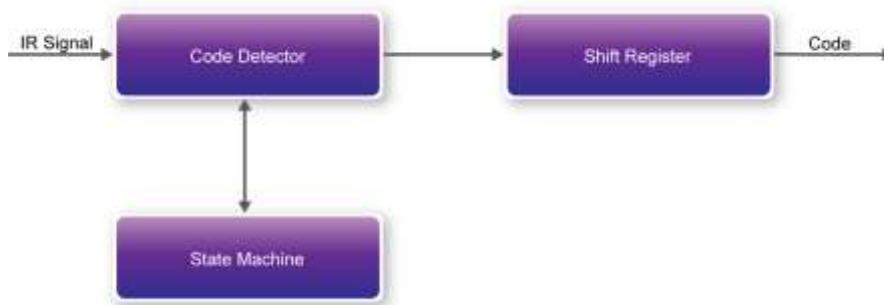 IR Signal
Code Detector
Shift Register
Code
State Machine